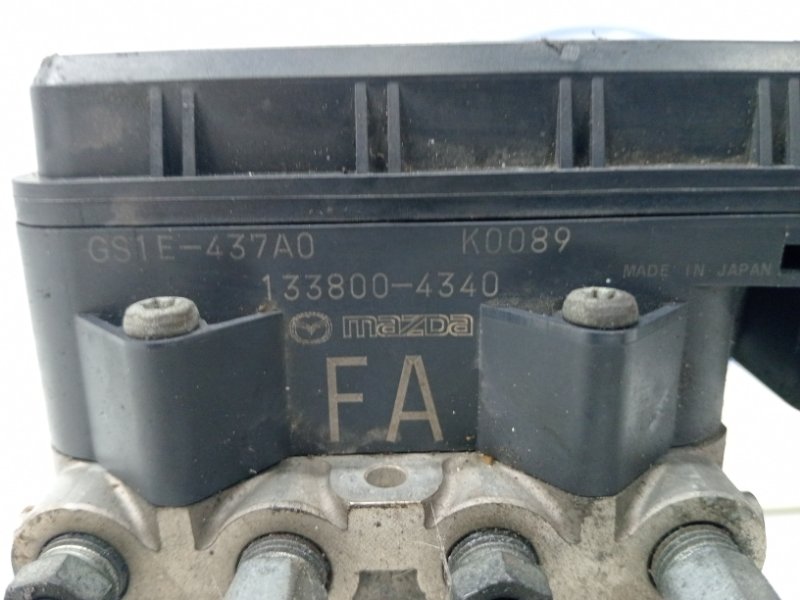 GS1E-437A0 K0089
133800-4340 MADE IN JAPAN
mazda
FA